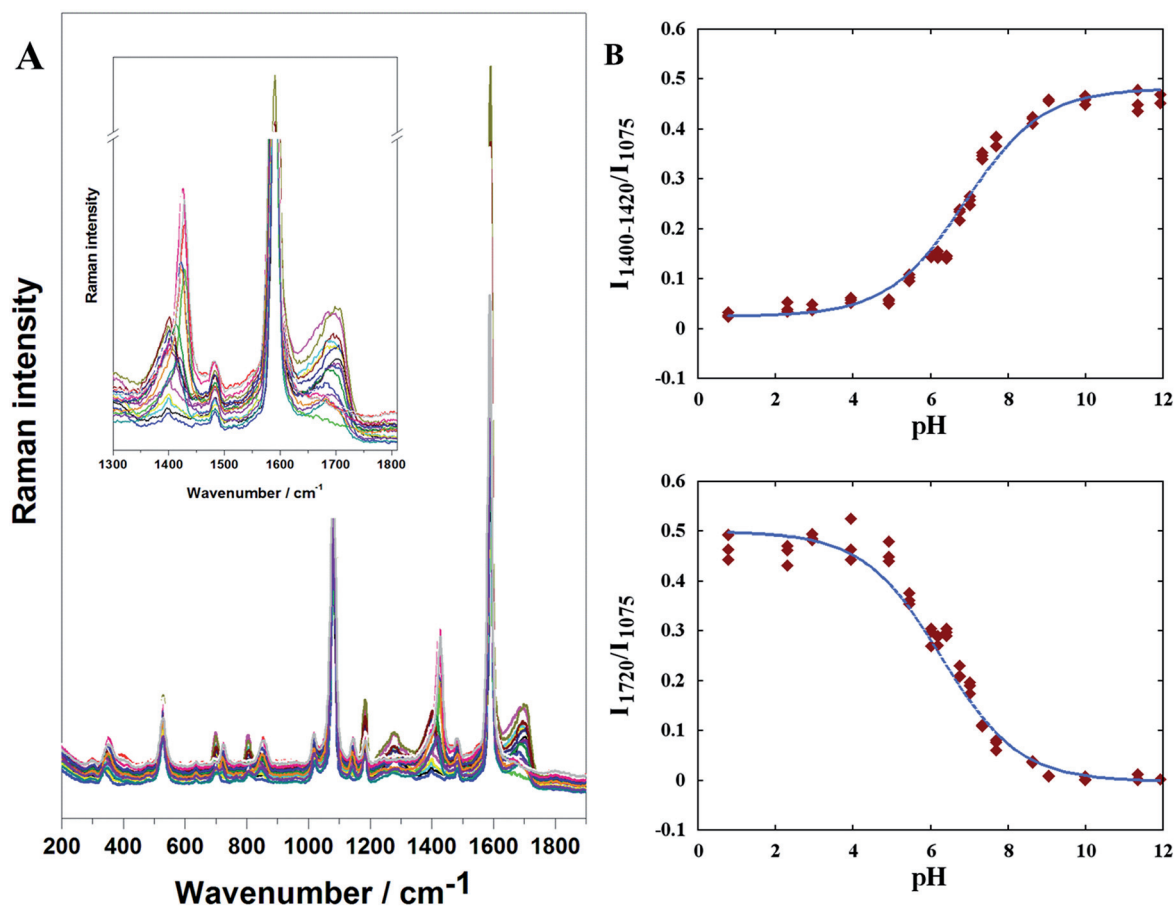 A
Raman intensity
Raman intensity
1300 1400 1500 1600 1700 1800
Wavenumber / cm-1
200 400 600 800 1000 1200 1400 1600 1800
Wavenumber / cm-1
B
0.6
0.5
0.4
0.3
0.2
0.1
0
-0.1
I1400-1420/I1075
0 2 4 6 8 10 12
pH
0.6
0.5
0.4
0.3
0.2
0.1
0
-0.1
I1720/I1075
0 2 4 6 8 10 12
pH